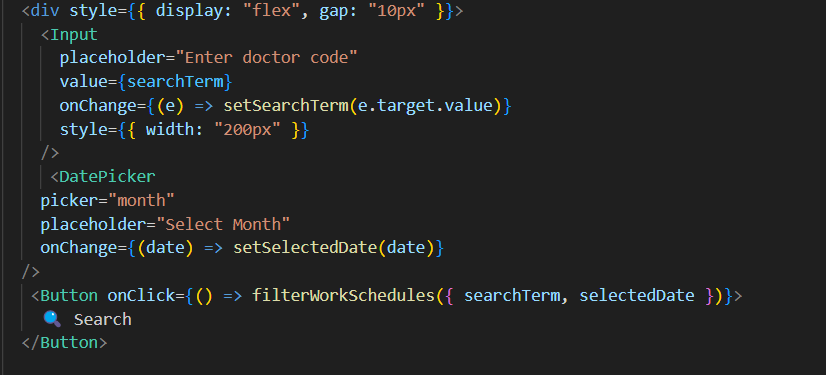 <div style={{ display: "flex", gap: "10px" }}>
<Input
placeholder="Enter doctor code"
value={searchTerm}
onChange={(e) => setSearchTerm(e.target.value)}
style={{ width: "200px" }}
/>
<DatePicker
picker="month"
placeholder="Select Month"
onChange={(date) => setSelectedDate(date)}
/>
<Button onClick={() => filterWorkSchedules({ searchTerm, selectedDate })}>
🔍 Search
</Button>